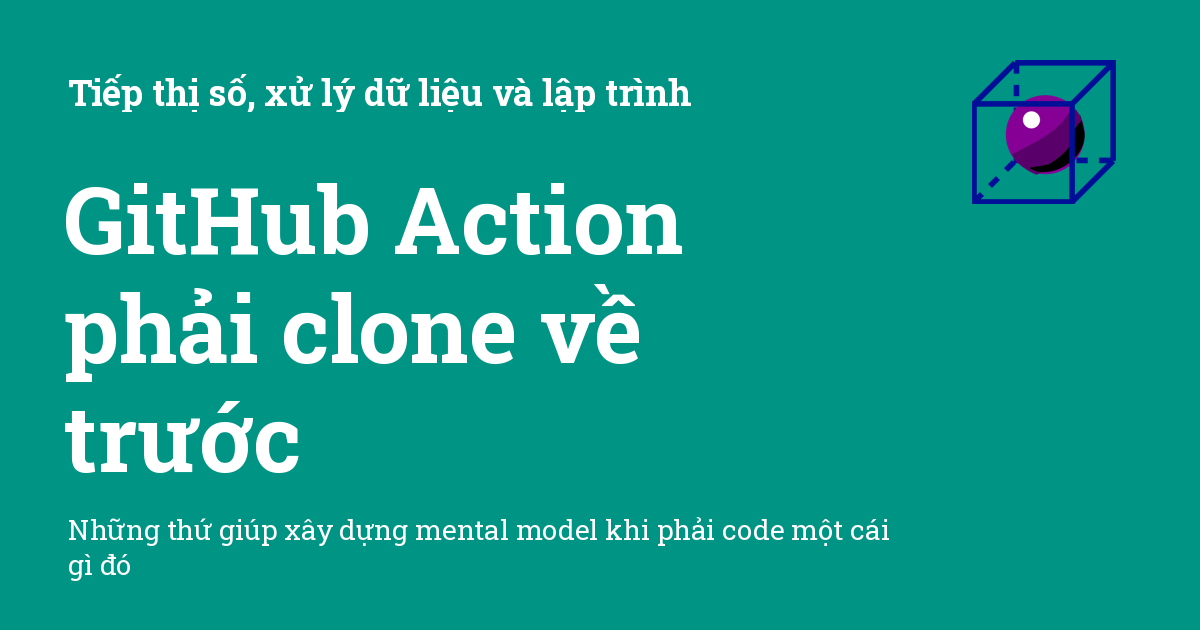 Tiếp thị số, xử lý dữ liệu và lập trình
GitHub Action
phải clone về
trước
Những thứ giúp xây dựng mental model khi phải code một cái
gì đó